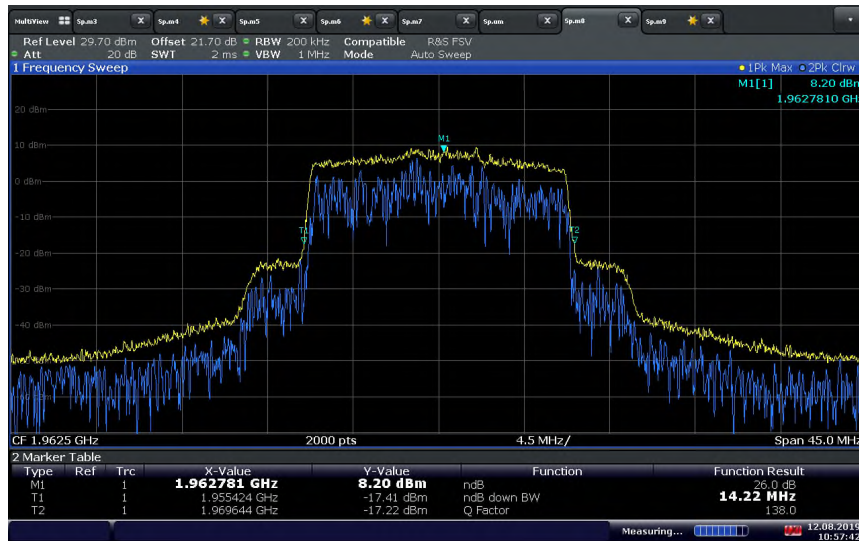 MultiView Sp.m3 X Sp.m4 X Sp.m5 X Sp.m6 X Sp.m7 X Sp.um X Sp.m8 X Sp.m9 X
Ref Level 29.70 dBm Offset 21.70 dB RBW 200 kHz Compatible R&S FSV
Att 20 dB SWT 2 ms VBW 1 MHz Mode Auto Sweep
1 Frequency Sweep 1Pk Max 2Pk Clrw
M1[1] 8.20 dBm
1.9627810 GH
20 dBm
10 dBm
M1
0 dBm
-10 dBm
T1
T2
-20 dBm
-30 dBm
-40 dBm
CF 1.9625 GHz 2000 pts 4.5 MHz/ Span 45.0 MHz
2 Marker Table
Type Ref Trc X-Value Y-Value Function Function Result
M1 1 1.962781 GHz 8.20 dBm ndB 26.0 dB
T1 1 1.955424 GHz -17.41 dBm ndB down BW 14.22 MHz
T2 1 1.969644 GHz -17.22 dBm Q Factor 138.0
Measuring... 12.08.2019
10:57:42